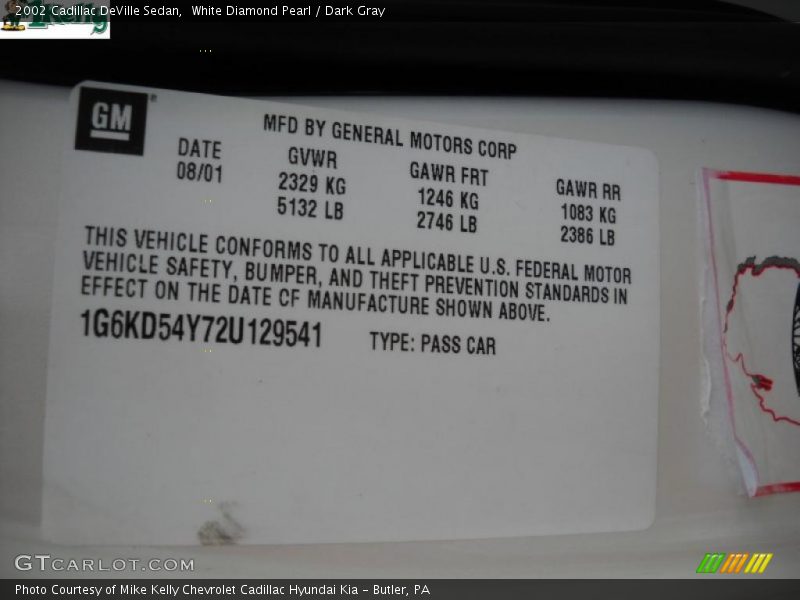 2002 Cadillac DeVille Sedan, White Diamond Pearl / Dark Gray
GM
MFD BY GENERAL MOTORS CORP
DATE GVWR GAWR FRT GAWR RR
08/01 2329 KG 1246 KG 1083 KG
5132 LB 2746 LB 2386 LB
THIS VEHICLE CONFORMS TO ALL APPLICABLE U.S. FEDERAL MOTOR
VEHICLE SAFETY, BUMPER, AND THEFT PREVENTION STANDARDS IN
EFFECT ON THE DATE OF MANUFACTURE SHOWN ABOVE.
1G6KD54Y72U129541 TYPE: PASS CAR
GTCARLOT.COM
Photo Courtesy of Mike Kelly Chevrolet Cadillac Hyundai Kia - Butler, PA